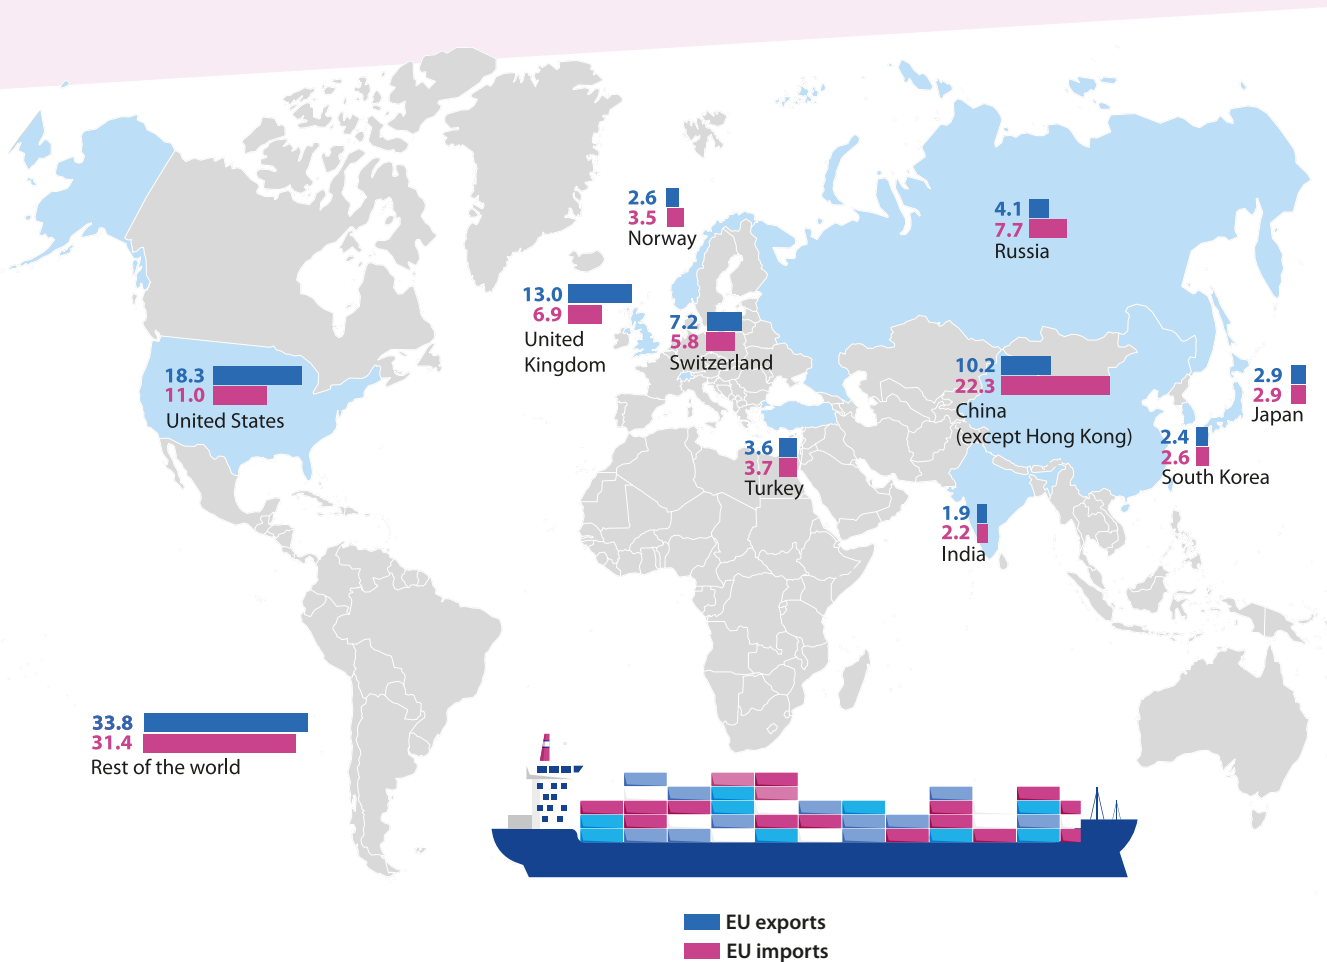 2.6
3.5
Norway
4.1
7.7
Russia
13.0
6.9
United
Kingdom
7.2
5.8
Switzerland
18.3
11.0
United States
10.2
22.3
China
(except Hong Kong)
2.9
2.9
Japan
2.4
2.6
South Korea
3.6
3.7
Turkey
1.9
2.2
India
33.8
31.4
Rest of the world
EU exports
EU imports